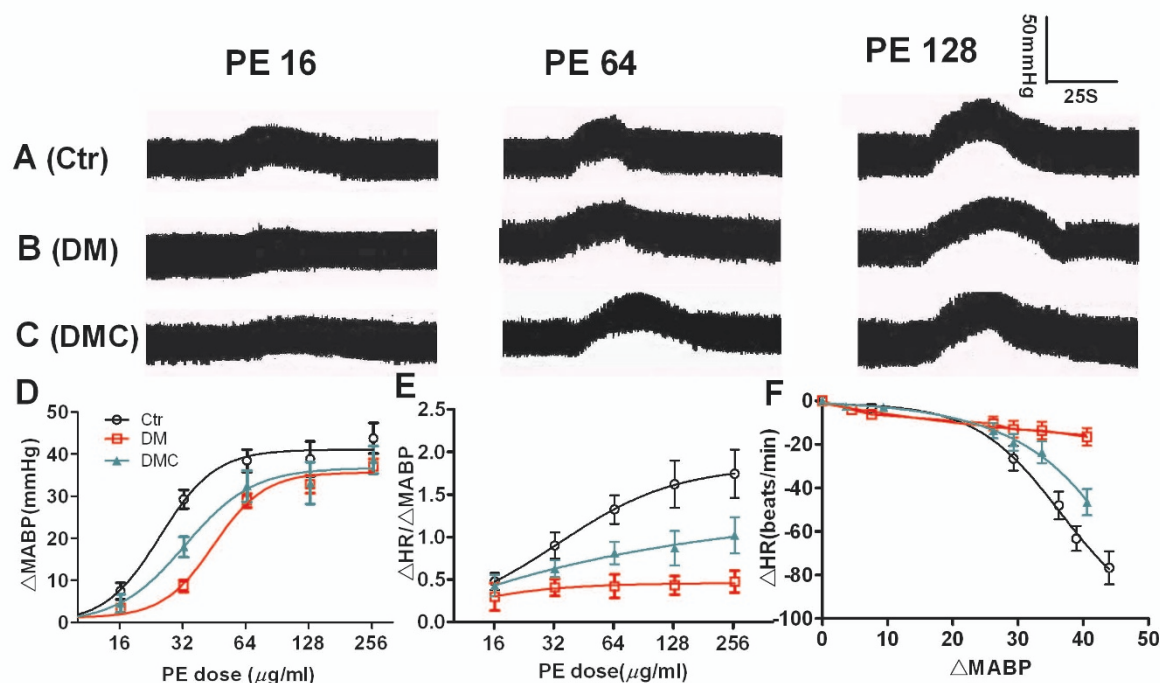 PE 16
PE 64
PE 128
50mmHg
25S
A (Ctr)
B (DM)
C (DMC)
D
△MABP(mmHg)
50
40
30
20
10
0
Ctr
DM
DMC
16
32
64
128
256
PE dose (μg/ml)
E
△HR/△MABP
2.5
2.0
1.5
1.0
0.5
0.0
16
32
64
128
256
PE dose(μg/ml)
F
△HR(beats/min)
0
-20
-40
-60
-80
-100
0
10
20
30
40
50
△MABP